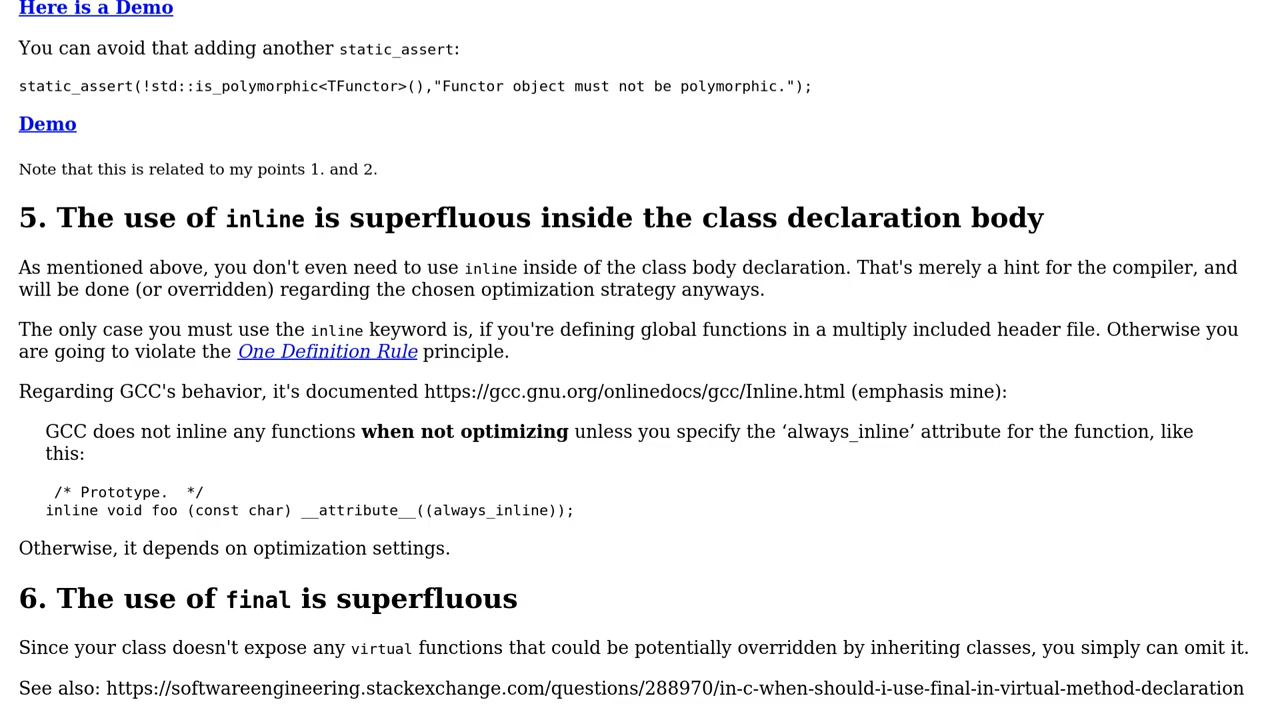 Here is a Demo
You can avoid that adding another static_assert:
static_assert(!std::is_polymorphic<TFunctor>(),"Functor object must not be polymorphic.");
Demo
Note that this is related to my points 1. and 2.
5. The use of inline is superfluous inside the class declaration body
As mentioned above, you don't even need to use inline inside of the class body declaration. That's merely a hint for the compiler, and
will be done (or overridden) regarding the chosen optimization strategy anyways.
The only case you must use the inline keyword is, if you're defining global functions in a multiply included header file. Otherwise you
are going to violate the One Definition Rule principle.
Regarding GCC's behavior, it's documented https://gcc.gnu.org/onlinedocs/gcc/Inline.html (emphasis mine):
GCC does not inline any functions when not optimizing unless you specify the ‘always_inline’ attribute for the function, like
this:
/* Prototype.  */
inline void foo (const char) __attribute__((always_inline));
Otherwise, it depends on optimization settings.
6. The use of final is superfluous
Since your class doesn't expose any virtual functions that could be potentially overridden by inheriting classes, you simply can omit it.
See also: https://softwareengineering.stackexchange.com/questions/288970/in-c-when-should-i-use-final-in-virtual-method-declaration